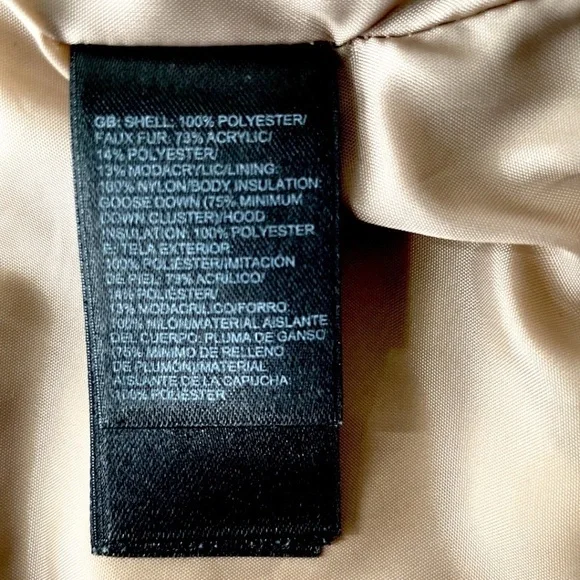 GB: SHELL: 100% POLYESTER/
FAUX FUR: 73% ACRYLIC/
14% POLYESTER/
13% MODACRYLIC/LINING:
100% NYLON/BODY INSULATION:
GOOSE DOWN (75% MINIMUM
DOWN CLUSTER)/HOOD
INSULATION: 100% POLYESTER
E: TELA EXTERIOR:
100% POLIÉSTER/IMITACIÓN
DE PIEL: 73% ACRÍLICO/
14% POLIÉSTER/
13% MODACRÍLICO/FORRO:
100% NILÓN/MATERIAL AISLANTE
DEL CUERPO: PLUMA DE GANSO
(75% MÍNIMO DE RELLENO
DE PLUMÓN)/MATERIAL
AISLANTE DE LA CAPUCHA:
100% POLIÉSTER